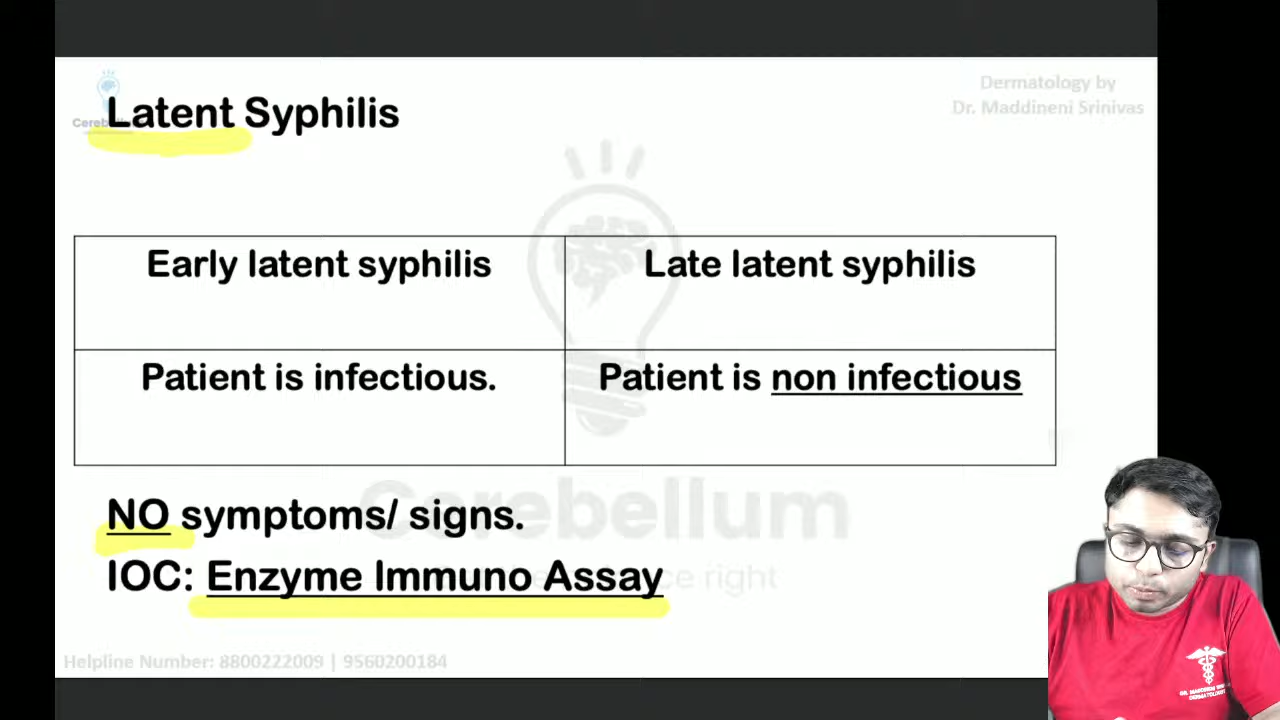 Dermatology by
Dr. Maddineni Srinivas
Latent Syphilis
Early latent syphilis
Late latent syphilis
Patient is infectious.
Patient is non infectious
NO symptoms/ signs.
IOC: Enzyme Immuno Assay
Cerebellum
right
Helpline Number: 8800222009 | 9560200184